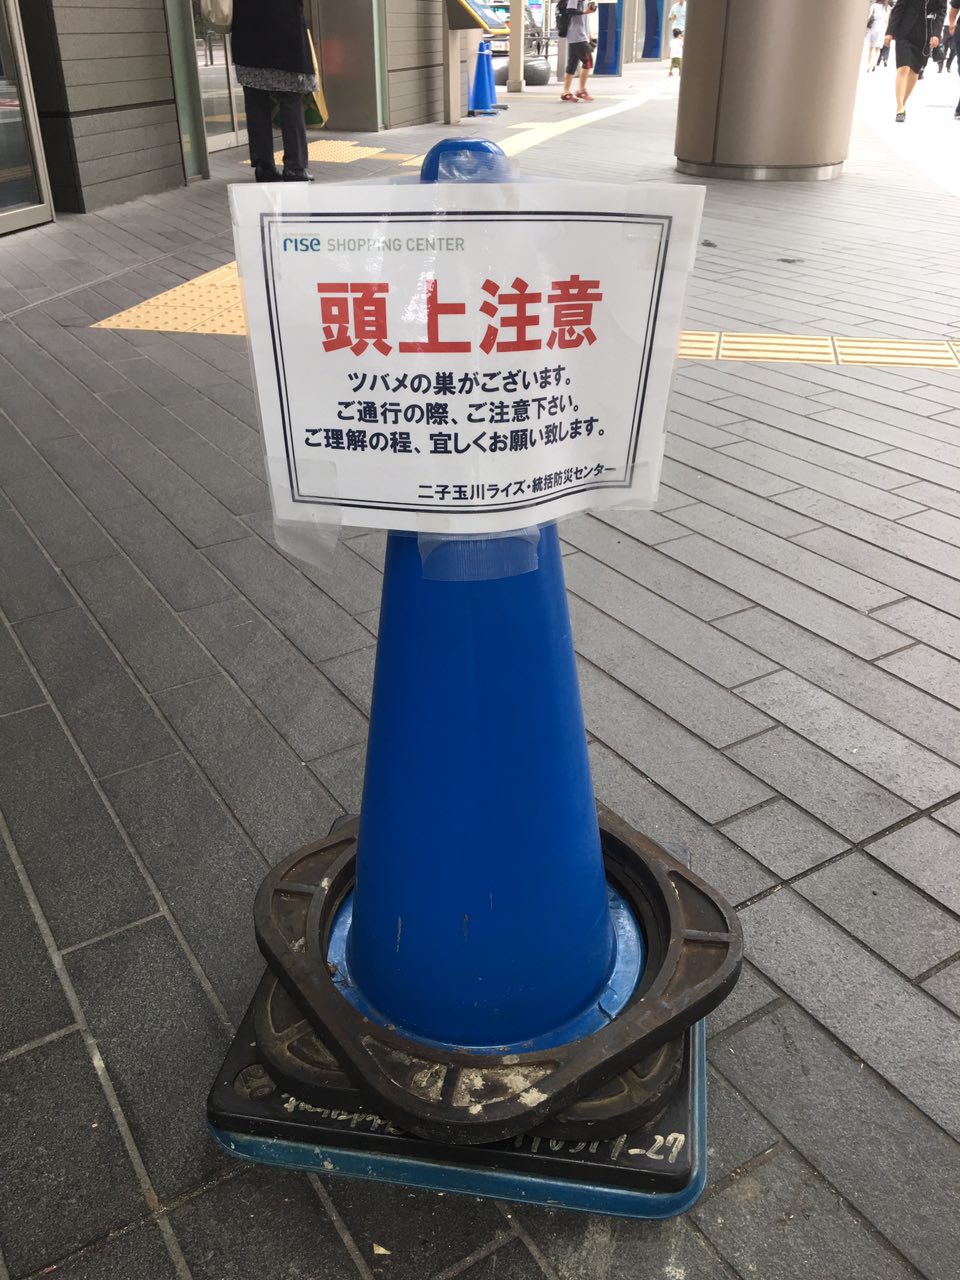 rise SHOPPING CENTER
頭上注意
ツバメの巣がございます。
ご通行の際、ご注意下さい。
ご理解の程、宜しくお願い致します。
二子玉川ライズ・統括防災センター